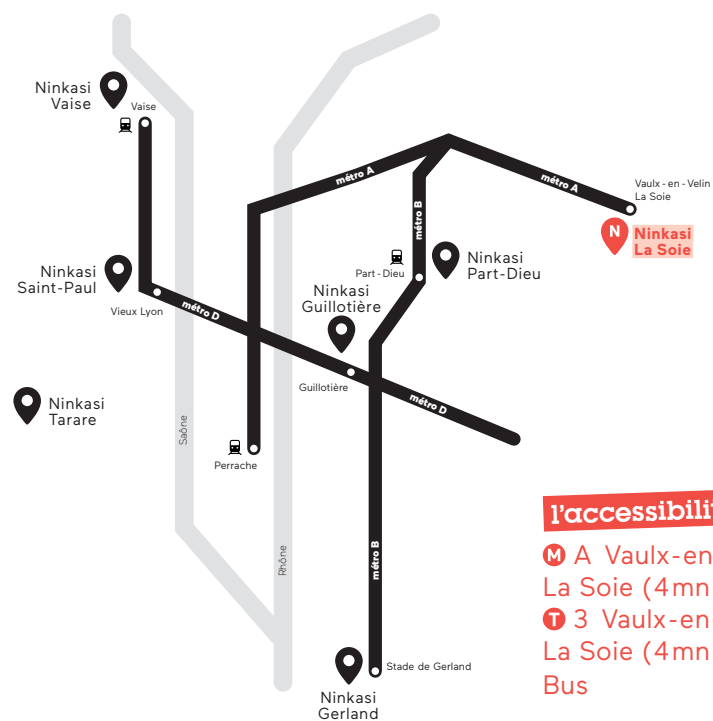 Ninkasi
Vaise
Vaise
métro A
métro A
Vaulx - en - Velin
La Soie
N
Ninkasi
La Soie
métro B
Ninkasi
Saint-Paul
Part - Dieu
Ninkasi
Part-Dieu
Vieux Lyon
métro D
Ninkasi
Guillotière
Guillotière
métro D
Ninkasi
Tarare
Saône
Perrache
Rhône
métro B
Stade de Gerland
Ninkasi
Gerland
M A Vaulx-en
La Soie (4mn
T 3 Vaulx-en
La Soie (4mn
Bus